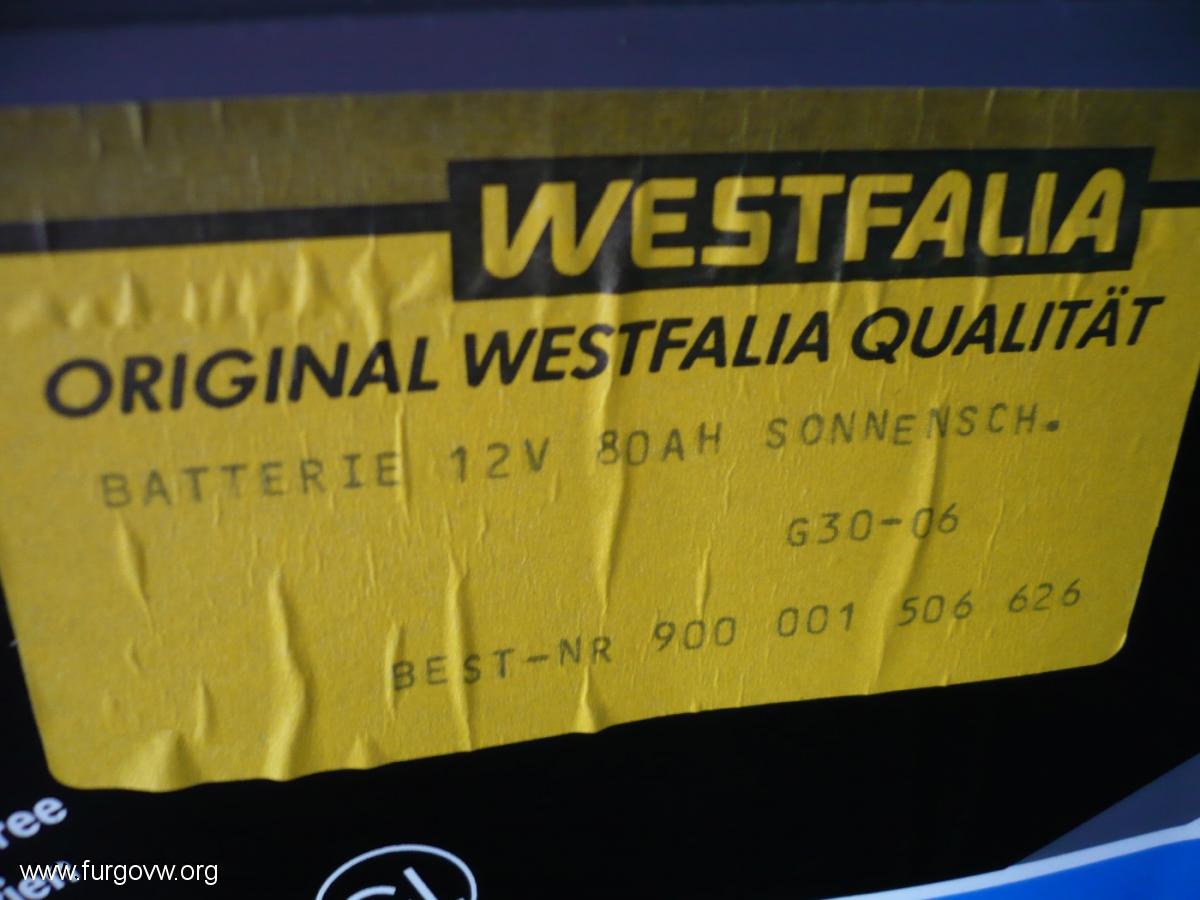 WESTFALIA
ORIGINAL WESTFALIA QUALITÄT
BATTERIE 12V 80AH SONNENSCH.
G30-06
BEST-NR 900 001 506 626
www.furgovw.org